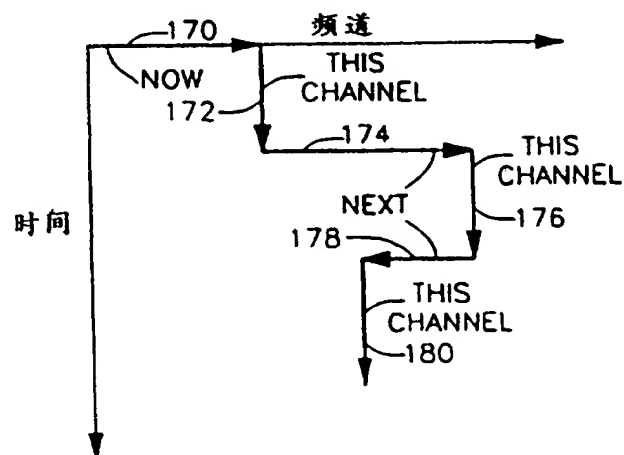 170
频道
NOW
THIS
CHANNEL
172
174
THIS
CHANNEL
时间
NEXT
176
178
THIS
CHANNEL
180